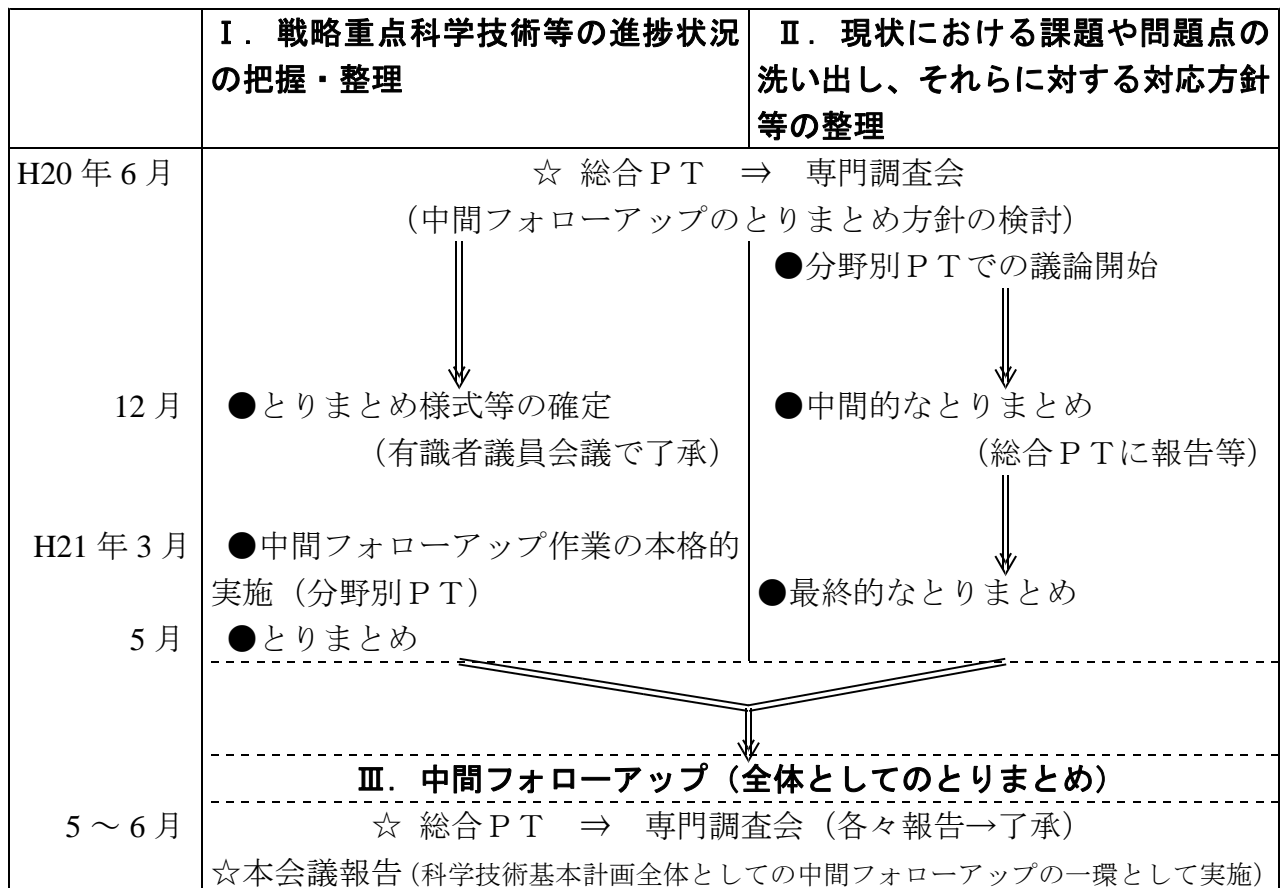 Ⅰ．戦略重点科学技術等の進捗状況
の把握・整理
Ⅱ．現状における課題や問題点の
洗い出し、それらに対する対応方針
等の整理
H20 年 6 月
☆ 総合ＰＴ ⇒ 専門調査会
（中間フォローアップのとりまとめ方針の検討）
●分野別ＰＴでの議論開始
12 月
●とりまとめ様式等の確定
（有識者議員会議で了承）
●中間的なとりまとめ
（総合ＰＴに報告等）
H21 年 3 月
●中間フォローアップ作業の本格的
実施（分野別ＰＴ）
●最終的なとりまとめ
5 月
●とりまとめ
Ⅲ．中間フォローアップ（全体としてのとりまとめ）
5 ～ 6 月
☆ 総合ＰＴ ⇒ 専門調査会（各々報告→了承）
☆本会議報告（科学技術基本計画全体としての中間フォローアップの一環として実施）